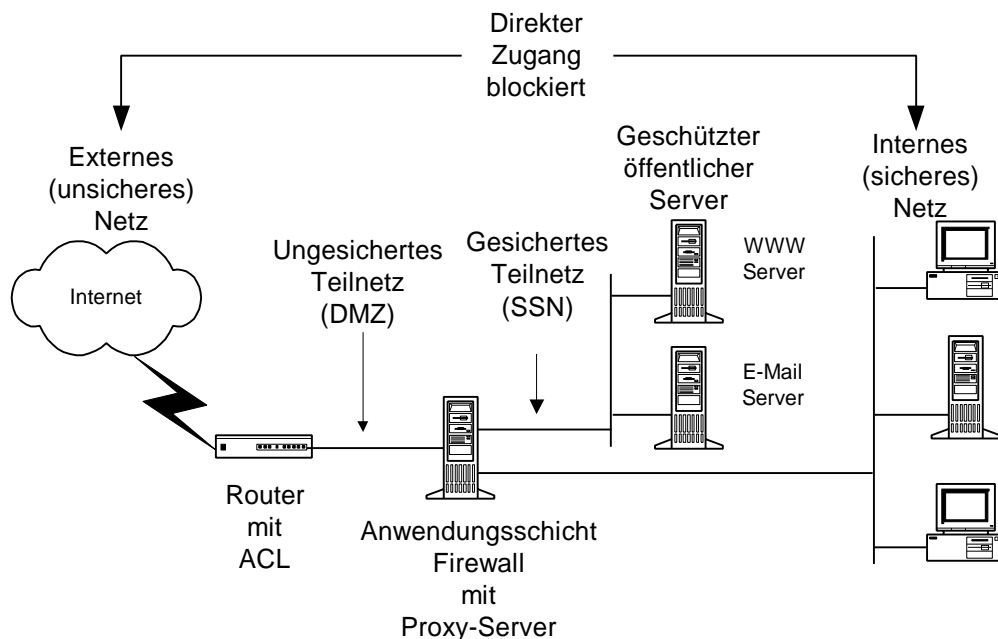 Direkter
Zugang
blockiert
Externes
(unsicheres)
Netz
Internet
Ungesichertes
Teilnetz
(DMZ)
Gesichertes
Teilnetz
(SSN)
Geschützter
öffentlicher
Server
WWW
Server
E-Mail
Server
Internes
(sicheres)
Netz
Router
mit
ACL
Anwendungsschicht
Firewall
mit
Proxy-Server